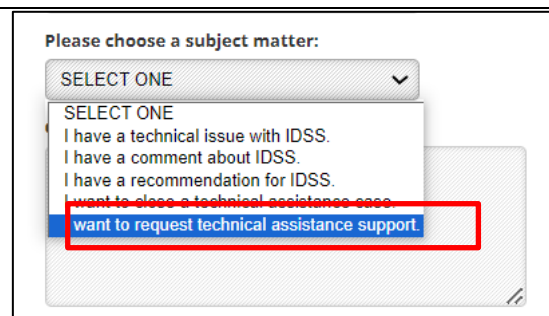 Please choose a subject matter:
SELECT ONE
SELECT ONE
I have a technical issue with IDSS.
I have a comment about IDSS.
I have a recommendation for IDSS.
I want to close a technical assistance case.
I want to request technical assistance support.